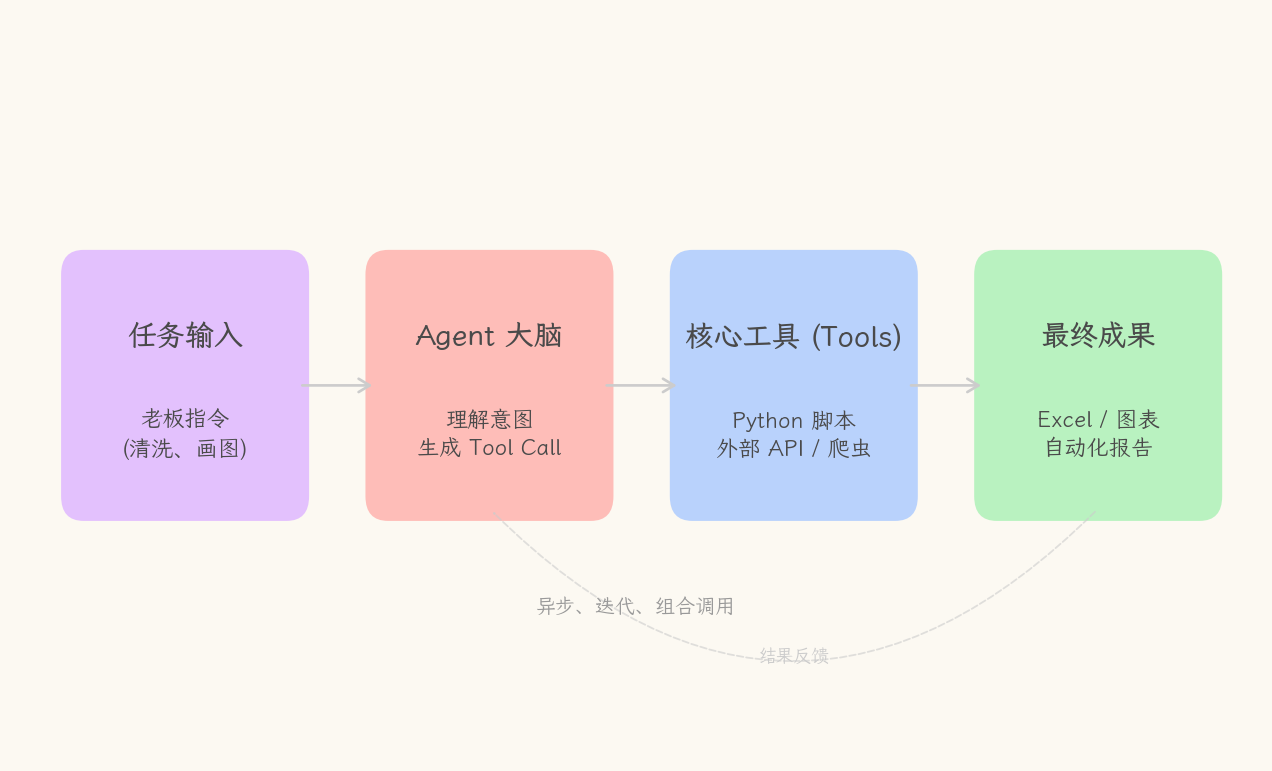 任务输入
老板指令
(清洗、画图)
Agent 大脑
理解意图
生成 Tool Call
核心工具 (Tools)
Python 脚本
外部 API / 爬虫
最终成果
Excel / 图表
自动化报告
异步、迭代、组合调用
结果反馈